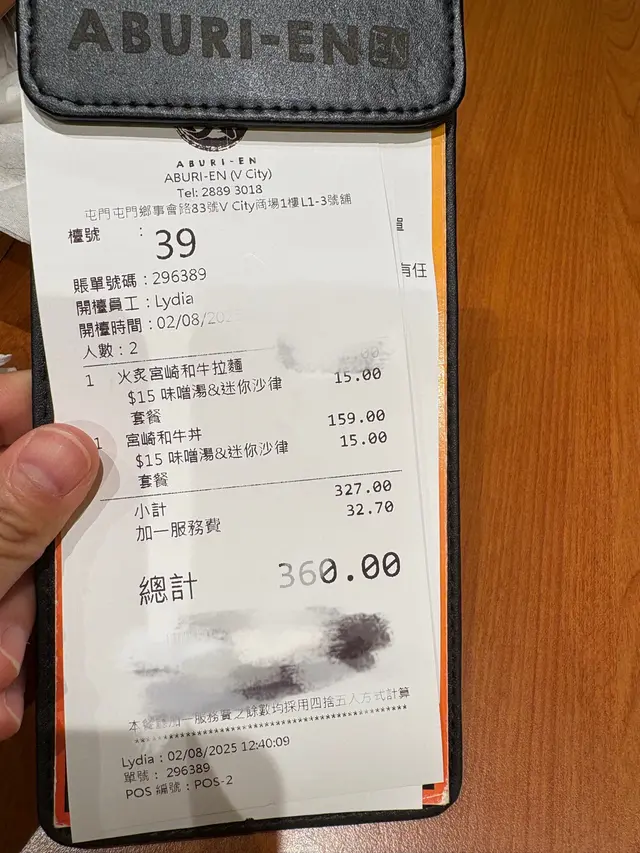 ABURI-EN
ABURI-EN
ABURI-EN (V City)
Tel: 2889 3018
屯門屯門鄉事會路83號V City商場1樓L1-3號舖
檯號 : 39
賬單號碼 : 296389
開檯員工 : Lydia
開檯時間 : 02/08/202
人數 : 2
有任
1 火炙宮崎和牛拉麵
$15 味噌湯&迷你沙律 15.00
套餐
1 宮崎和牛丼 159.00
$15 味噌湯&迷你沙律 15.00
套餐
小計 327.00
加一服務費 32.70
總計 360.00
加一服務費之餘數均採用四捨五入方式計算
****************************************
Lydia : 02/08/2025 12:40:09
單號 : 296389
POS 編號 : POS-2